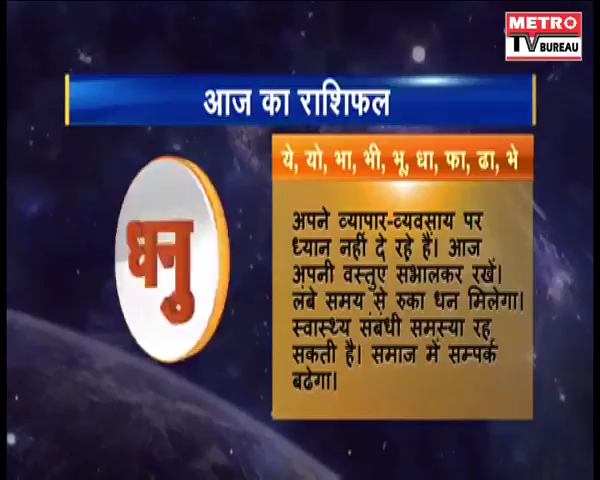 METRO
TV BUREAU
आज का राशिफल
ये, यो, भा, भी, भू, धा, फा, ढा, भे
धनु
अपने व्यापार-व्यवसाय पर
ध्यान नहीं दे रहे हैं। आज
अपनी वस्तुए संभालकर रखें।
लंबे समय से रुका धन मिलेगा।
स्वास्थ्य संबंधी समस्या रह
सकती है। समाज में सम्पर्क
बढेगा।